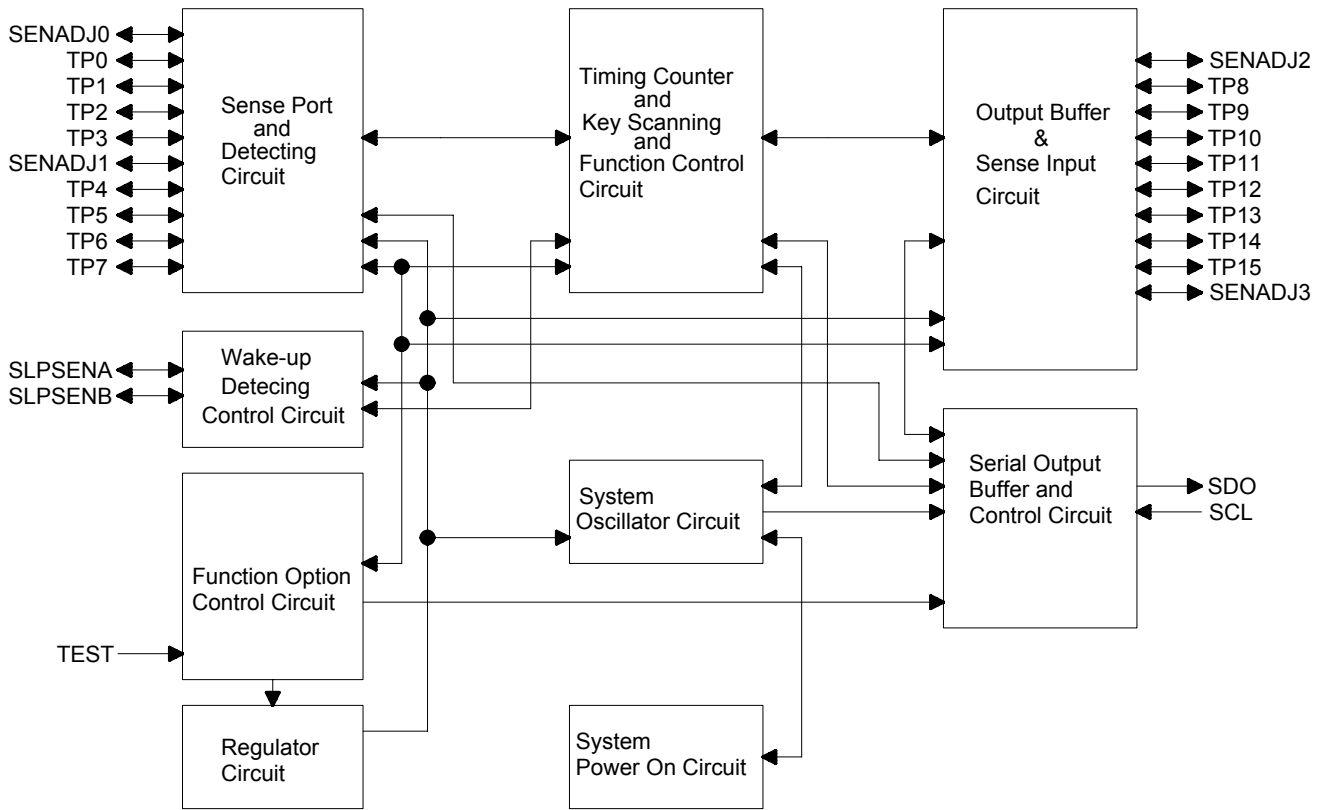 SENADJ0
TP0
TP1
TP2
TP3
SENADJ1
TP4
TP5
TP6
TP7
Sense Port
and
Detecting
Circuit
Timing Counter
and
Key Scanning
and
Function Control
Circuit
Output Buffer
&
Sense Input
Circuit
SENADJ2
TP8
TP9
TP10
TP11
TP12
TP13
TP14
TP15
SENADJ3
SLPSENA
SLPSENB
Wake-up
Detecing
Control Circuit
Function Option
Control Circuit
TEST
System
Oscillator Circuit
Serial Output
Buffer and
Control Circuit
SDO
SCL
Regulator
Circuit
System
Power On Circuit